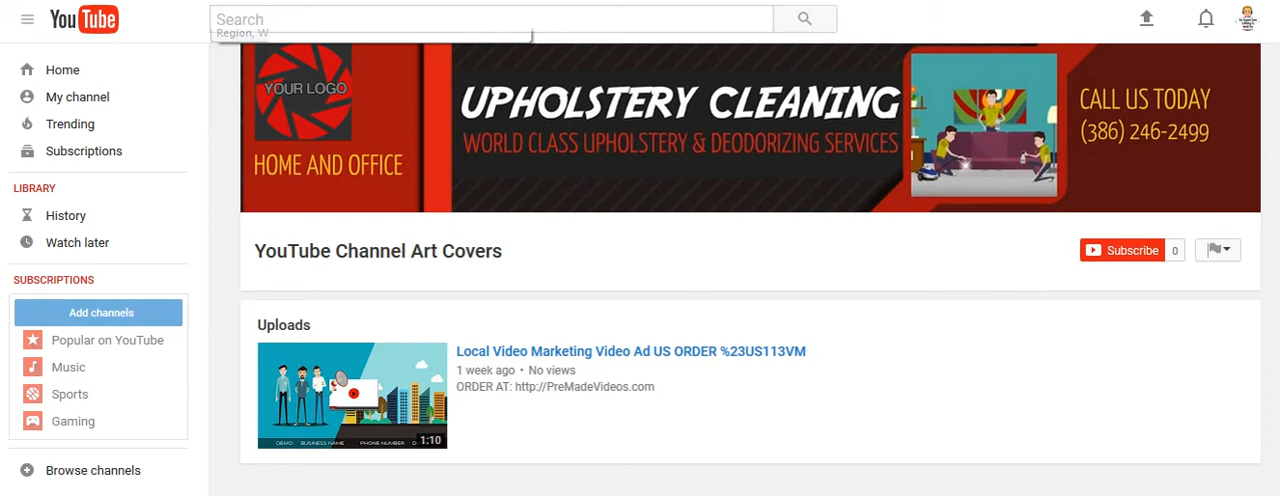 YouTube
Search
Region, W
Home
My channel
Trending
Subscriptions
LIBRARY
History
Watch later
SUBSCRIPTIONS
Add channels
Popular on YouTube
Music
Sports
Gaming
Browse channels
YOUR LOGO
HOME AND OFFICE
UPHOLSTERY CLEANING
WORLD CLASS UPHOLSTERY & DEODORIZING SERVICES
CALL US TODAY
(386) 246-2499
YouTube Channel Art Covers
Subscribe 0
Uploads
Local Video Marketing Video Ad US ORDER %23US113VM
1 week ago • No views
ORDER AT: http://PreMadeVideos.com
DEMO BUSINESS NAME PHONE NUMBER
1:10